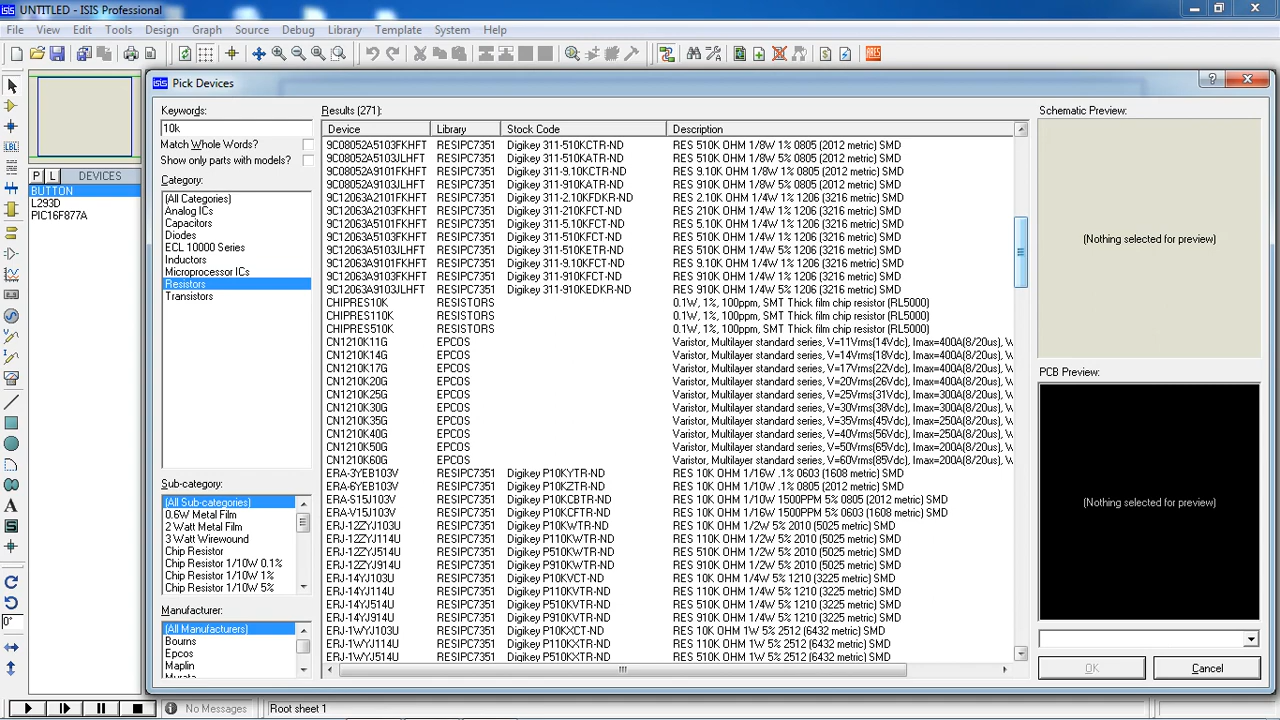 UNTITLED - ISIS Professional
File View Edit Tools Design Graph Source Debug Library Template System Help
Pick Devices
Keywords:
10k
Match Whole Words?
Show only parts with models?
Category:
(All Categories)
Analog ICs
Capacitors
Diodes
ECL 10000 Series
Inductors
Microprocessor ICs
Resistors
Transistors
Sub-category:
(All Sub-categories)
0.6W Metal Film
2 Watt Metal Film
3 Watt Wirewound
Chip Resistor
Chip Resistor 1/10W 0.1%
Chip Resistor 1/10W 1%
Chip Resistor 1/10W 5%
Manufacturer:
(All Manufacturers)
Bourns
Epcos
Maplin
Murata
P L DEVICES
BUTTON
L293D
PIC16F877A
Results (271):
Device Library Stock Code Description
9C08052A5103FKHFT RESIPC7351 Digikey 311-510KCTR-ND RES 510K OHM 1/8W 1% 0805 (2012 metric) SMD
9C08052A5103JLHFT RESIPC7351 Digikey 311-510KATR-ND RES 510K OHM 1/8W 5% 0805 (2012 metric) SMD
9C08052A9101FKHFT RESIPC7351 Digikey 311-9.10KCTR-ND RES 9.10K OHM 1/8W 1% 0805 (2012 metric) SMD
9C08052A9103JLHFT RESIPC7351 Digikey 311-910KATR-ND RES 910K OHM 1/8W 5% 0805 (2012 metric) SMD
9C12063A2101FKHFT RESIPC7351 Digikey 311-2.10KFDKR-ND RES 2.10K OHM 1/4W 1% 1206 (3216 metric) SMD
9C12063A2103FKHFT RESIPC7351 Digikey 311-210KFCT-ND RES 210K OHM 1/4W 1% 1206 (3216 metric) SMD
9C12063A5101FKHFT RESIPC7351 Digikey 311-5.10KFCT-ND RES 5.10K OHM 1/4W 1% 1206 (3216 metric) SMD
9C12063A5103FKHFT RESIPC7351 Digikey 311-510KFCT-ND RES 510K OHM 1/4W 1% 1206 (3216 metric) SMD
9C12063A5103JLHFT RESIPC7351 Digikey 311-510KETR-ND RES 510K OHM 1/4W 5% 1206 (3216 metric) SMD
9C12063A9101FKHFT RESIPC7351 Digikey 311-9.10KFCT-ND RES 9.10K OHM 1/4W 1% 1206 (3216 metric) SMD
9C12063A9103FKHFT RESIPC7351 Digikey 311-910KFCT-ND RES 910K OHM 1/4W 1% 1206 (3216 metric) SMD
9C12063A9103JLHFT RESIPC7351 Digikey 311-910KEDKR-ND RES 910K OHM 1/4W 5% 1206 (3216 metric) SMD
CHIPRES10K RESISTORS 0.1W, 1%, 100ppm, SMT Thick film chip resistor (RL5000)
CHIPRES110K RESISTORS 0.1W, 1%, 100ppm, SMT Thick film chip resistor (RL5000)
CHIPRES510K RESISTORS 0.1W, 1%, 100ppm, SMT Thick film chip resistor (RL5000)
CN1210K11G EPCOS Varistor, Multilayer standard series, V=11Vrms(14Vdc), Imax=400A(8/20us), W
CN1210K14G EPCOS Varistor, Multilayer standard series, V=14Vrms(18Vdc), Imax=400A(8/20us), W
CN1210K17G EPCOS Varistor, Multilayer standard series, V=17Vrms(22Vdc), Imax=400A(8/20us), W
CN1210K20G EPCOS Varistor, Multilayer standard series, V=20Vrms(26Vdc), Imax=400A(8/20us), W
CN1210K25G EPCOS Varistor, Multilayer standard series, V=25Vrms(31Vdc), Imax=300A(8/20us), W
CN1210K30G EPCOS Varistor, Multilayer standard series, V=30Vrms(38Vdc), Imax=300A(8/20us), W
CN1210K35G EPCOS Varistor, Multilayer standard series, V=35Vrms(45Vdc), Imax=250A(8/20us), W
CN1210K40G EPCOS Varistor, Multilayer standard series, V=40Vrms(56Vdc), Imax=250A(8/20us), W
CN1210K50G EPCOS Varistor, Multilayer standard series, V=50Vrms(65Vdc), Imax=200A(8/20us), W
CN1210K60G EPCOS Varistor, Multilayer standard series, V=60Vrms(85Vdc), Imax=200A(8/20us), W
ERA-3YEB103V RESIPC7351 Digikey P10KYTR-ND RES 10K OHM 1/16W .1% 0603 (1608 metric) SMD
ERA-6YEB103V RESIPC7351 Digikey P10KZTR-ND RES 10K OHM 1/10W .1% 0805 (2012 metric) SMD
ERA-S15J103V RESIPC7351 Digikey P10KCBTR-ND RES 10K OHM 1/10W 1500PPM 5% 0805 (2012 metric) SMD
ERA-V15J103V RESIPC7351 Digikey P10KCTR-ND RES 10K OHM 1/16W 1500PPM 5% 0603 (1608 metric) SMD
ERJ-12ZYJ103U RESIPC7351 Digikey P10KWTR-ND RES 10K OHM 1/2W 5% 2010 (5025 metric) SMD
ERJ-12ZYJ114U RESIPC7351 Digikey P110KWTR-ND RES 110K OHM 1/2W 5% 2010 (5025 metric) SMD
ERJ-12ZYJ514U RESIPC7351 Digikey P510KWTR-ND RES 510K OHM 1/2W 5% 2010 (5025 metric) SMD
ERJ-12ZYJ914U RESIPC7351 Digikey P910KWTR-ND RES 910K OHM 1/2W 5% 2010 (5025 metric) SMD
ERJ-14YJ103U RESIPC7351 Digikey P10KVCT-ND RES 10K OHM 1/4W 5% 1210 (3225 metric) SMD
ERJ-14YJ114U RESIPC7351 Digikey P110KVTR-ND RES 110K OHM 1/4W 5% 1210 (3225 metric) SMD
ERJ-14YJ514U RESIPC7351 Digikey P510KVTR-ND RES 510K OHM 1/4W 5% 1210 (3225 metric) SMD
ERJ-14YJ914U RESIPC7351 Digikey P910KVTR-ND RES 910K OHM 1/4W 5% 1210 (3225 metric) SMD
ERJ-1WYJ103U RESIPC7351 Digikey P10KXCT-ND RES 10K OHM 1W 5% 2512 (6432 metric) SMD
ERJ-1WYJ114U RESIPC7351 Digikey P110KXTR-ND RES 110K OHM 1W 5% 2512 (6432 metric) SMD
ERJ-1WYJ514U RESIPC7351 Digikey P510KXTR-ND RES 510K OHM 1W 5% 2512 (6432 metric) SMD
Schematic Preview:
(Nothing selected for preview)
PCB Preview:
(Nothing selected for preview)
OK Cancel
0°
No Messages Root sheet 1